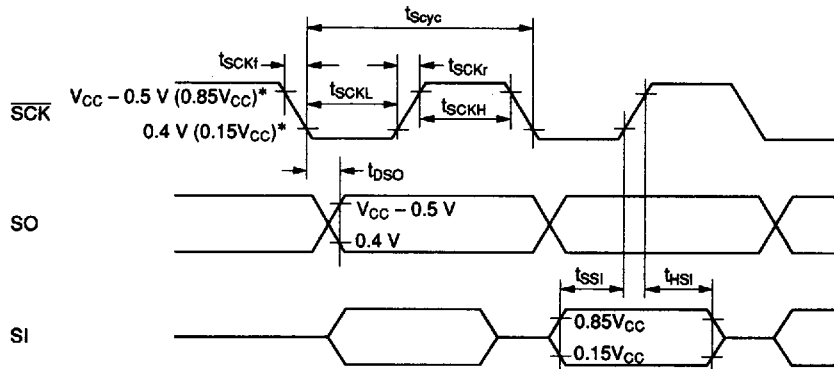 tScyc
tSCKf
tSCKr
VCC – 0.5 V (0.85VCC)*
tSCKL
SCK
tSCKH
0.4 V (0.15VCC)*
tDSO
VCC – 0.5 V
SO
0.4 V
tSSI
tHSI
0.85VCC
SI
0.15VCC